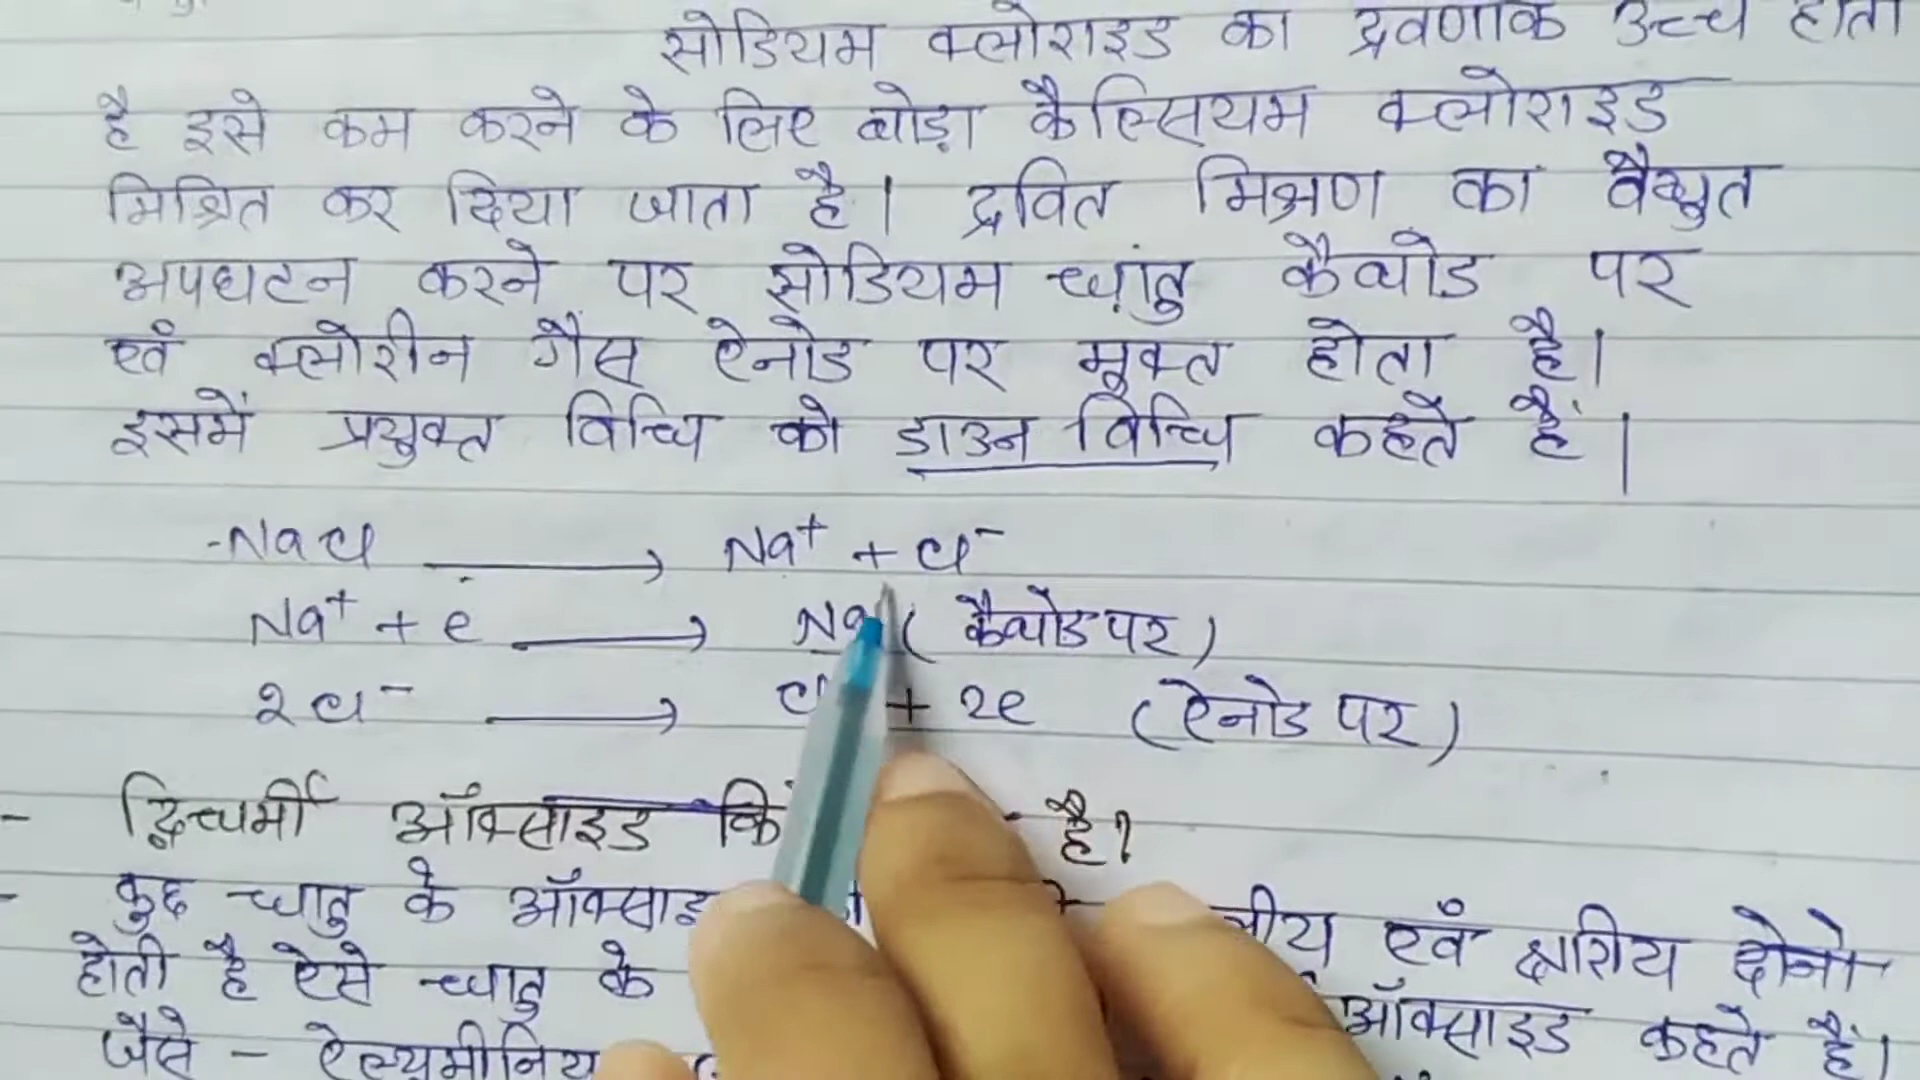 सोडियम क्लोराइड का द्रवणांक उच्च होता
है इसे कम करने के लिए थोड़ा कैल्सियम क्लोराइड
मिश्रित कर दिया जाता है। द्रवित मिश्रण का वैद्युत
अपघटन करने पर सोडियम धातु कैथोड पर
एवं क्लोरीन गैस ऐनोड पर मुक्त होता है।
इसमें प्रयुक्त विधि को डाउन विधि कहते हैं।
NaCl ⟶ Na⁺ + Cl⁻
Na⁺ + e ⟶ Na (कैथोड पर)
2Cl⁻ ⟶ + 2e (ऐनोड पर)
- द्विधर्मी ऑक्साइड है?
- कुछ धातु के एवं क्षारीय दोनो
होती है ऐसे धातु के ऑक्साइड कहते हैं।
जैसे -